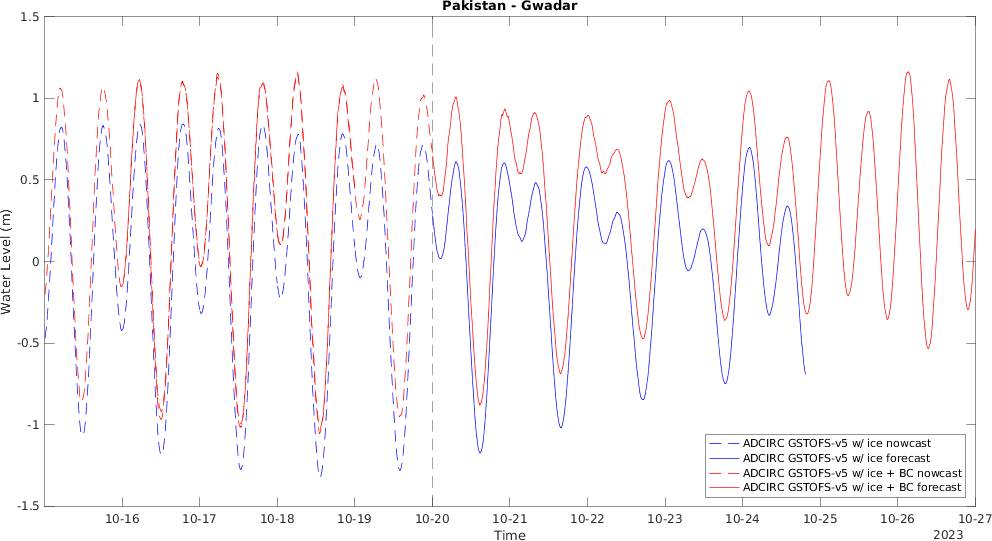 Pakistan - Gwadar
1.5
1
0.5
0
-0.5
-1
-1.5
Water Level (m)
10-16 10-17 10-18 10-19 10-20 10-21 10-22 10-23 10-24 10-25 10-26 10-27
Time
2023
ADCIRC GSTOFS-v5 w/ ice nowcast
ADCIRC GSTOFS-v5 w/ ice forecast
ADCIRC GSTOFS-v5 w/ ice + BC nowcast
ADCIRC GSTOFS-v5 w/ ice + BC forecast